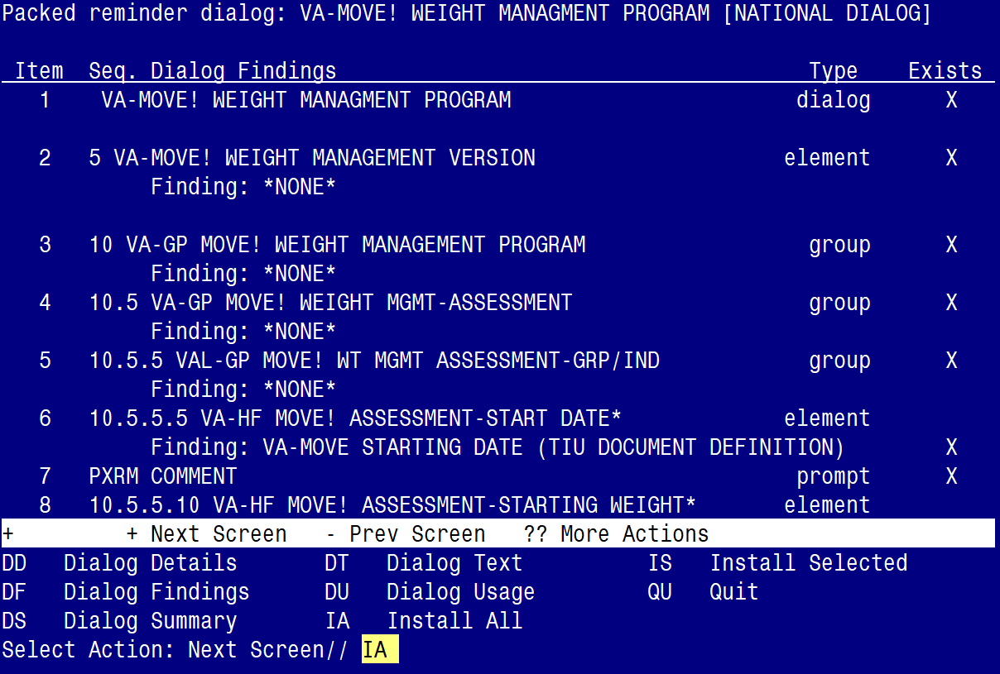 Packed reminder dialog: VA-MOVE! WEIGHT MANAGMENT PROGRAM [NATIONAL DIALOG]
Item Seq. Dialog Findings Type Exists
1 VA-MOVE! WEIGHT MANAGMENT PROGRAM dialog X
2 5 VA-MOVE! WEIGHT MANAGEMENT VERSION element X
Finding: *NONE*
3 10 VA-GP MOVE! WEIGHT MANAGEMENT PROGRAM group X
Finding: *NONE*
4 10.5 VA-GP MOVE! WEIGHT MGMT-ASSESSMENT group X
Finding: *NONE*
5 10.5.5 VAL-GP MOVE! WT MGMT ASSESSMENT-GRP/IND group X
Finding: *NONE*
6 10.5.5.5 VA-HF MOVE! ASSESSMENT-START DATE* element
Finding: VA-MOVE STARTING DATE (TIU DOCUMENT DEFINITION) X
7 PXRM COMMENT prompt X
8 10.5.5.10 VA-HF MOVE! ASSESSMENT-STARTING WEIGHT* element
+ + Next Screen - Prev Screen ?? More Actions
DD Dialog Details DT Dialog Text IS Install Selected
DF Dialog Findings DU Dialog Usage QU Quit
DS Dialog Summary IA Install All
Select Action: Next Screen// IA